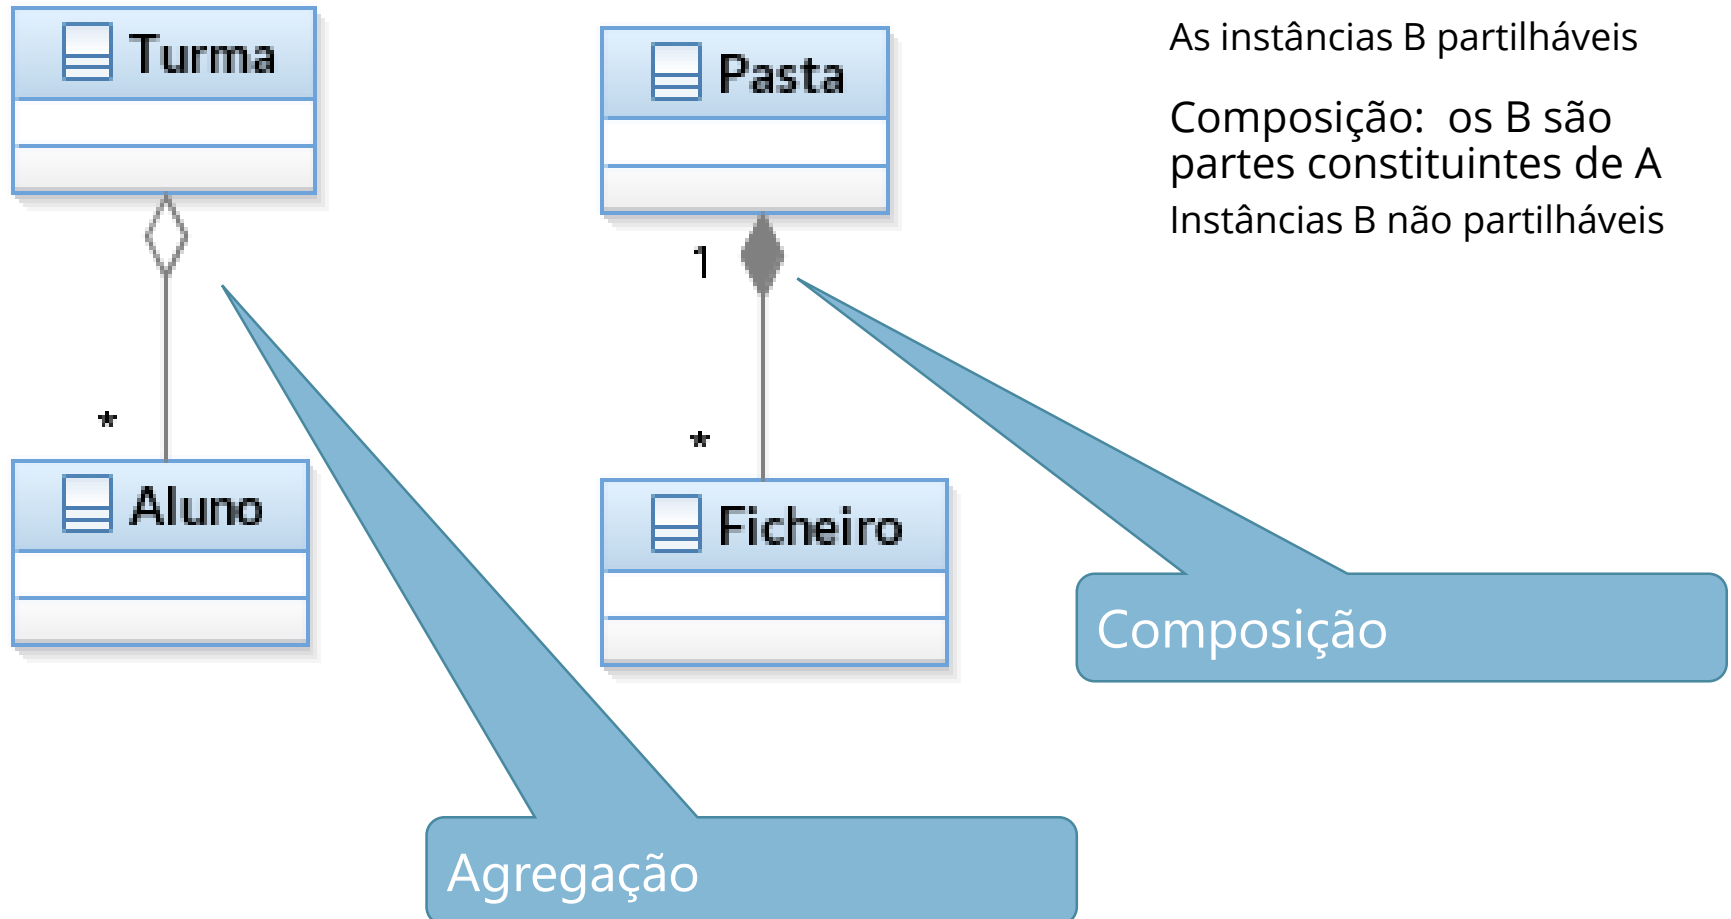 Turma
*
Aluno
Pasta
1
*
Ficheiro
As instâncias B partilháveis
Composição: os B são
partes constituintes de A
Instâncias B não partilháveis
Composição
Agregação